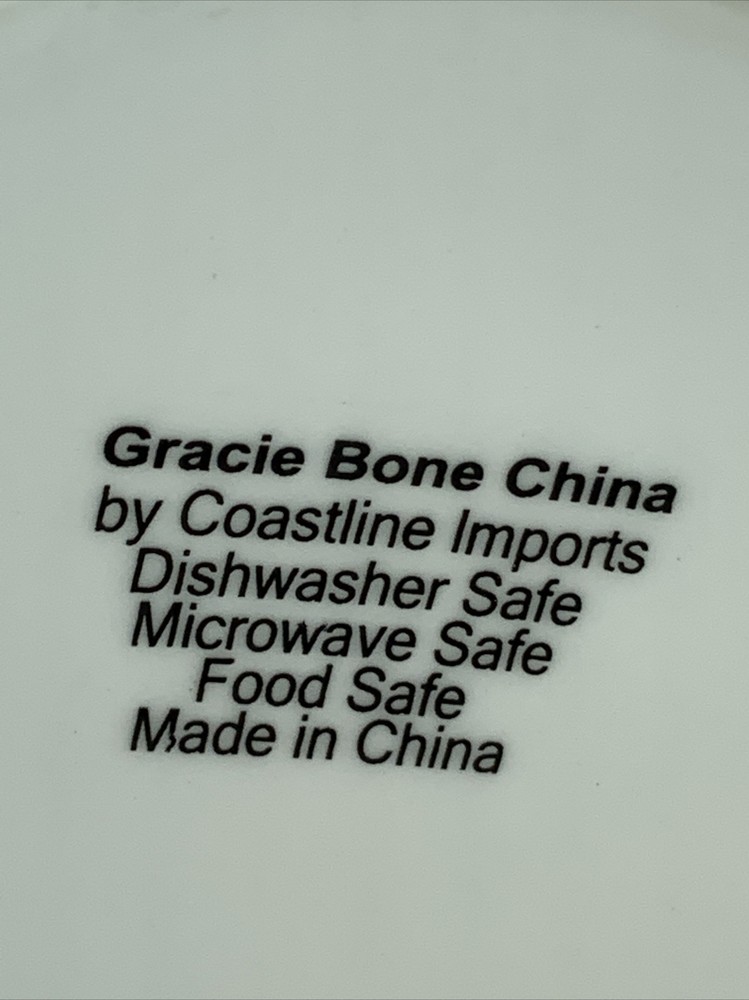 Gracie Bone China
by Coastline Imports
Dishwasher Safe
Microwave Safe
Food Safe
Made in China